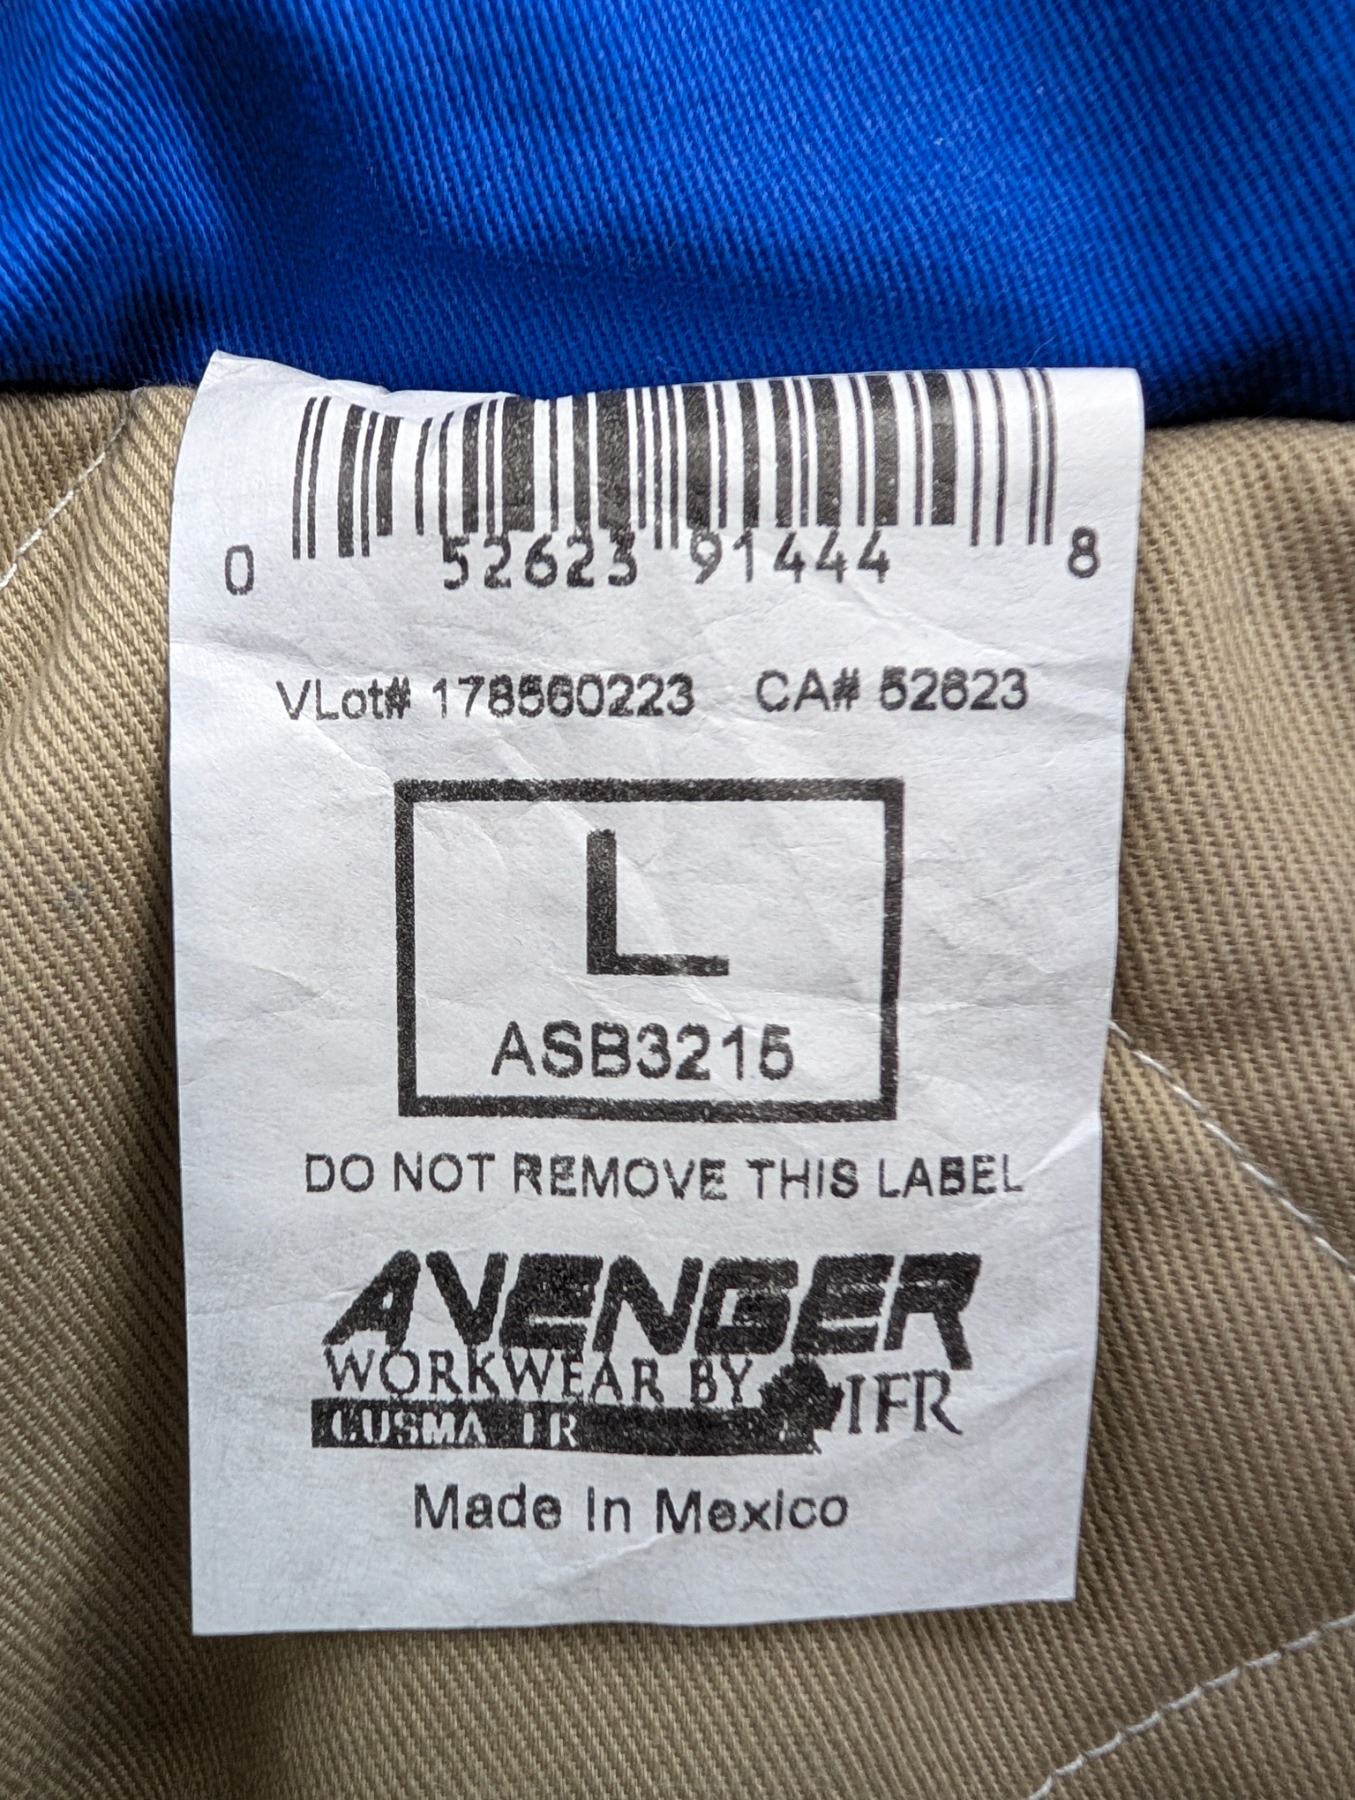 0 52623 91444 8
VLot# 178560223 CA# 52623
L
ASB3215
DO NOT REMOVE THIS LABEL
AVENGER
WORKWEAR BY IFR
CUSMA
Made In Mexico